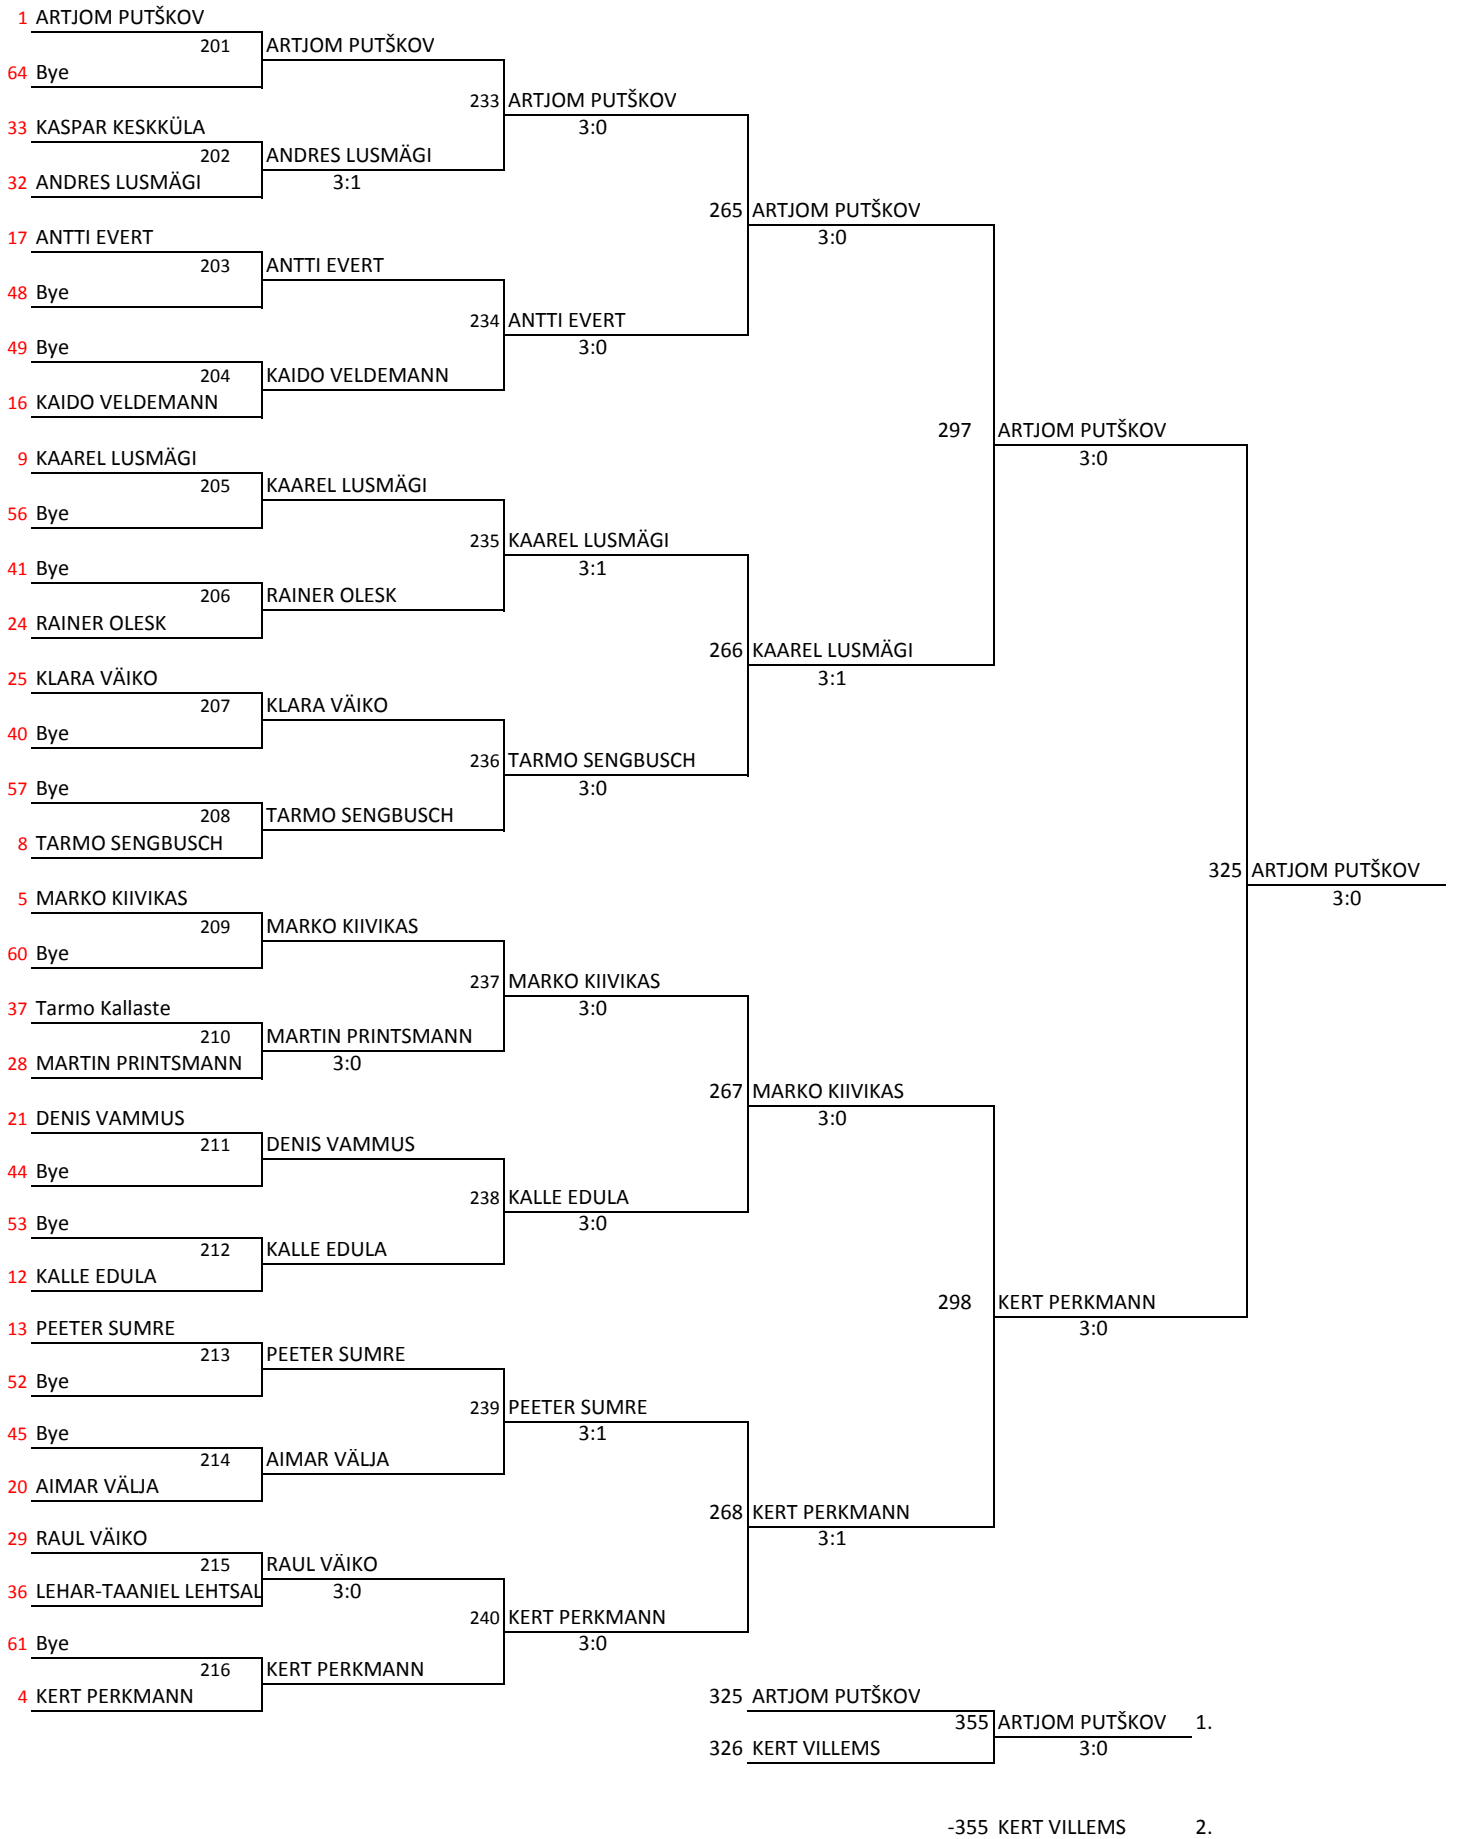 1 ARTJOM PUTŠKOV
201 ARTJOM PUTŠKOV
64 Bye
233 ARTJOM PUTŠKOV
33 KASPAR KESKKÜLA 3:0
202 ANDRES LUSMÄGI
32 ANDRES LUSMÄGI 3:1
265 ARTJOM PUTŠKOV
17 ANTTI EVERT 3:0
203 ANTTI EVERT
48 Bye
234 ANTTI EVERT
49 Bye 3:0
204 KAIDO VELDEMANN
16 KAIDO VELDEMANN
297 ARTJOM PUTŠKOV
9 KAAREL LUSMÄGI 3:0
205 KAAREL LUSMÄGI
56 Bye
235 KAAREL LUSMÄGI
41 Bye 3:1
206 RAINER OLESK
24 RAINER OLESK
266 KAAREL LUSMÄGI
25 KLARA VÄIKO 3:1
207 KLARA VÄIKO
40 Bye
236 TARMO SENGBUSCH
57 Bye 3:0
208 TARMO SENGBUSCH
8 TARMO SENGBUSCH
325 ARTJOM PUTŠKOV
5 MARKO KIIVIKAS 3:0
209 MARKO KIIVIKAS
60 Bye
237 MARKO KIIVIKAS
37 Tarmo Kallaste 3:0
210 MARTIN PRINTSMANN
28 MARTIN PRINTSMANN 3:0
267 MARKO KIIVIKAS
21 DENIS VAMMUS 3:0
211 DENIS VAMMUS
44 Bye
238 KALLE EDULA
53 Bye 3:0
212 KALLE EDULA
12 KALLE EDULA
298 KERT PERKMANN
13 PEETER SUMRE 3:0
213 PEETER SUMRE
52 Bye
239 PEETER SUMRE
45 Bye 3:1
214 AIMAR VÄLJA
20 AIMAR VÄLJA
268 KERT PERKMANN
29 RAUL VÄIKO 3:1
215 RAUL VÄIKO
36 LEHAR-TAANIEL LEHTSAL 3:0
240 KERT PERKMANN
61 Bye 3:0
216 KERT PERKMANN
4 KERT PERKMANN 325 ARTJOM PUTŠKOV
355 ARTJOM PUTŠKOV 1.
326 KERT VILLEMS 3:0
-355 KERT VILLEMS 2.